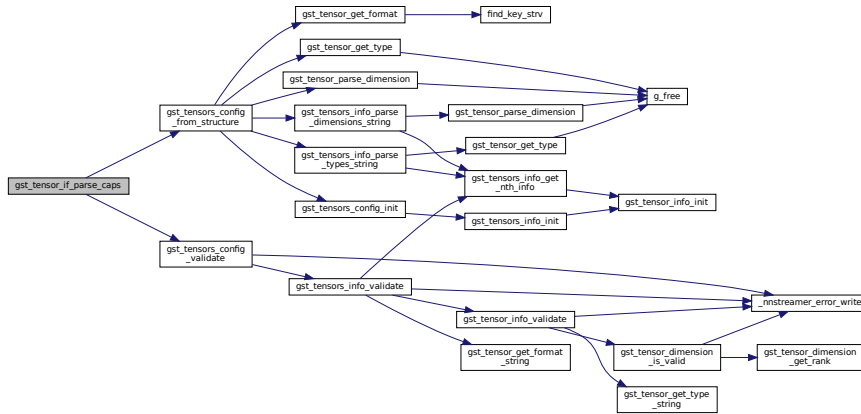 gst_tensor_get_format
find_key_strv
gst_tensor_get_type
gst_tensor_parse_dimension
g_free
gst_tensors_config
_from_structure
gst_tensors_info_parse
_dimensions_string
gst_tensor_parse_dimension
gst_tensor_get_type
gst_tensors_info_parse
_types_string
gst_tensors_info_get
_nth_info
gst_tensor_if_parse_caps
gst_tensor_info_init
gst_tensors_config_init
gst_tensors_info_init
gst_tensors_config
_validate
gst_tensors_info_validate
_nnstreamer_error_write
gst_tensor_info_validate
gst_tensor_get_format
_string
gst_tensor_dimension
_is_valid
gst_tensor_dimension
_get_rank
gst_tensor_get_type
_string